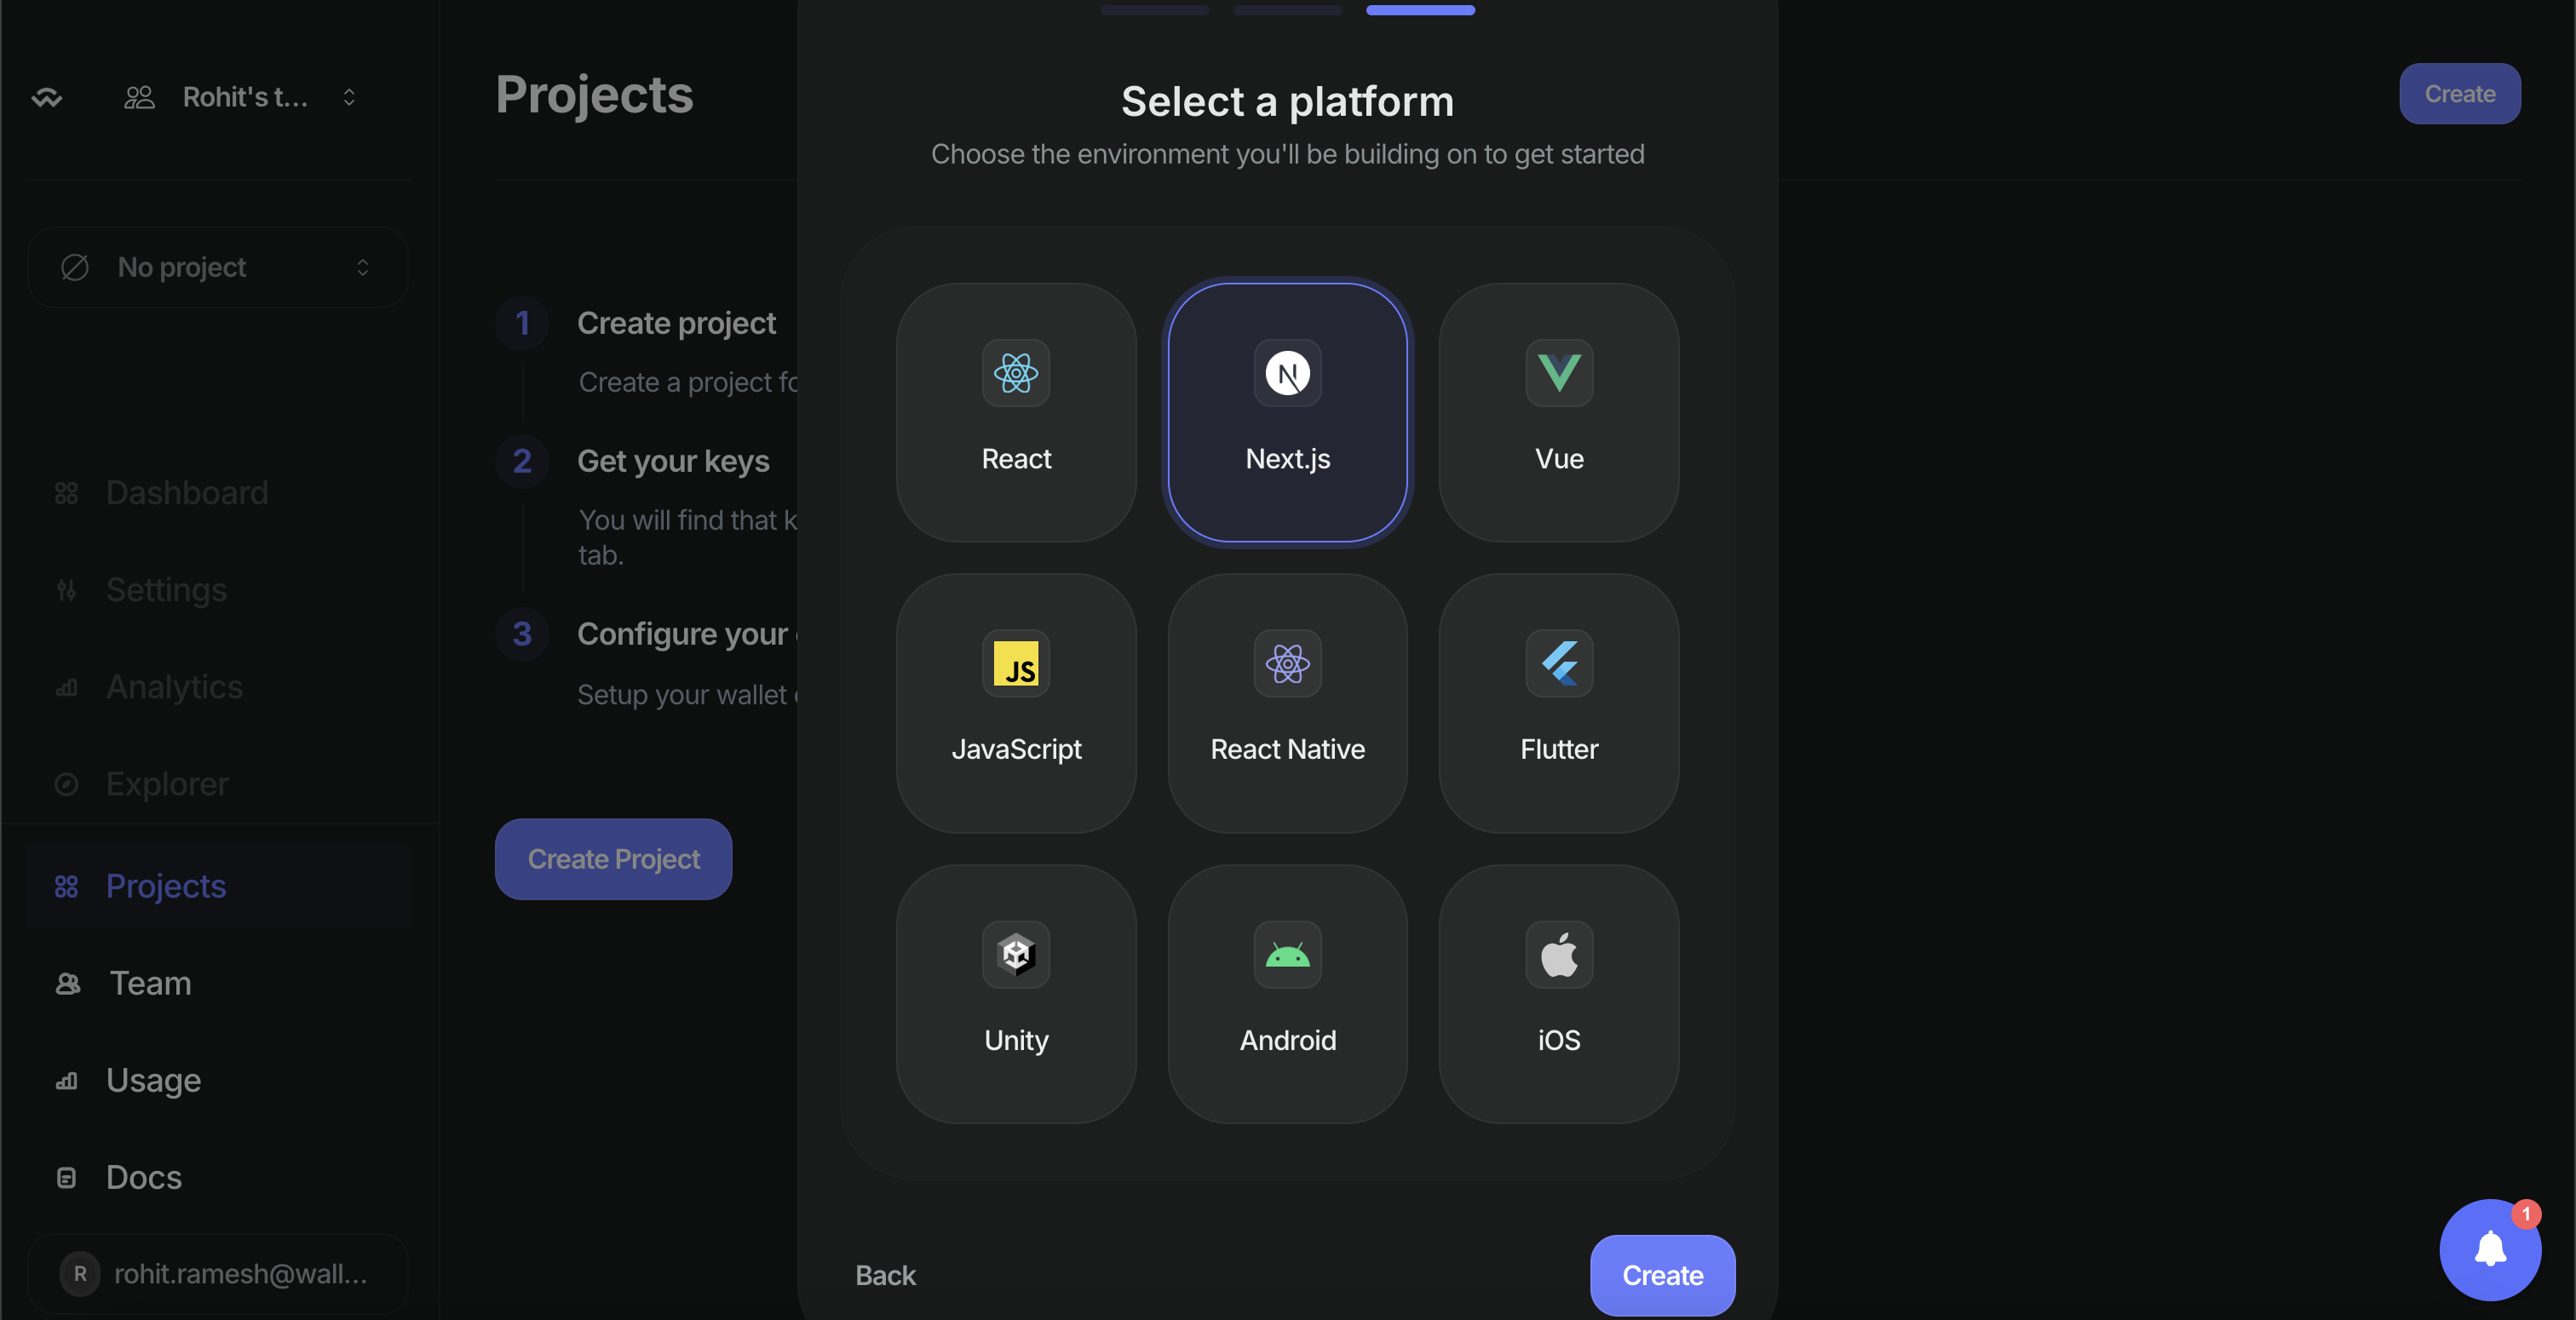 Rohit's t...
No project
Dashboard
Settings
Analytics
Explorer
Projects
Team
Usage
Docs
R
rohit.ramesh@wall...
Projects
Create
1
Create project
Create a project fo
2
Get your keys
You will find that k
tab.
3
Configure your
Setup your wallet
Create Project
Select a platform
Choose the environment you'll be building on to get started
N
React
Next.js
Vue
JS
JavaScript
React Native
Flutter
Unity
Android
iOS
Back
Create
1